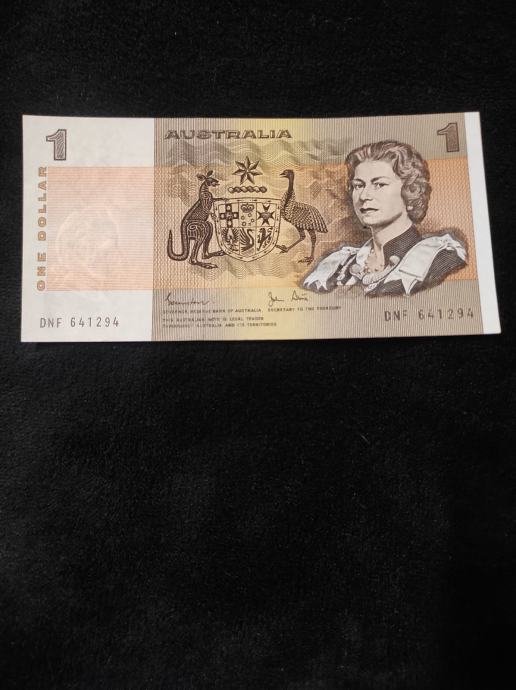 1
AUSTRALIA
1
ONE DOLLAR
GOVERNOR, RESERVE BANK OF AUSTRALIA SECRETARY TO THE TREASURY
THIS AUSTRALIAN NOTE IS LEGAL TENDER
THROUGHOUT AUSTRALIA AND ITS TERRITORIES
DNF 641294
DNF 641294